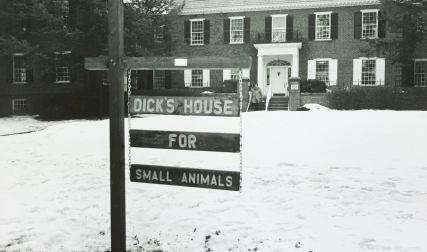 DICK'S HOUSE
FOR
SMALL ANIMALS